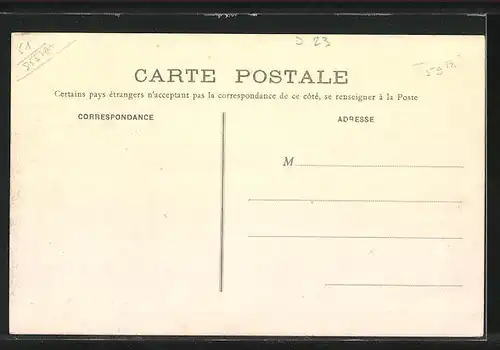 CARTE POSTALE
Certains pays étrangers n'acceptant pas la correspondance de ce côté, se renseigner à la Poste
CORRESPONDANCE
ADRESSE
M